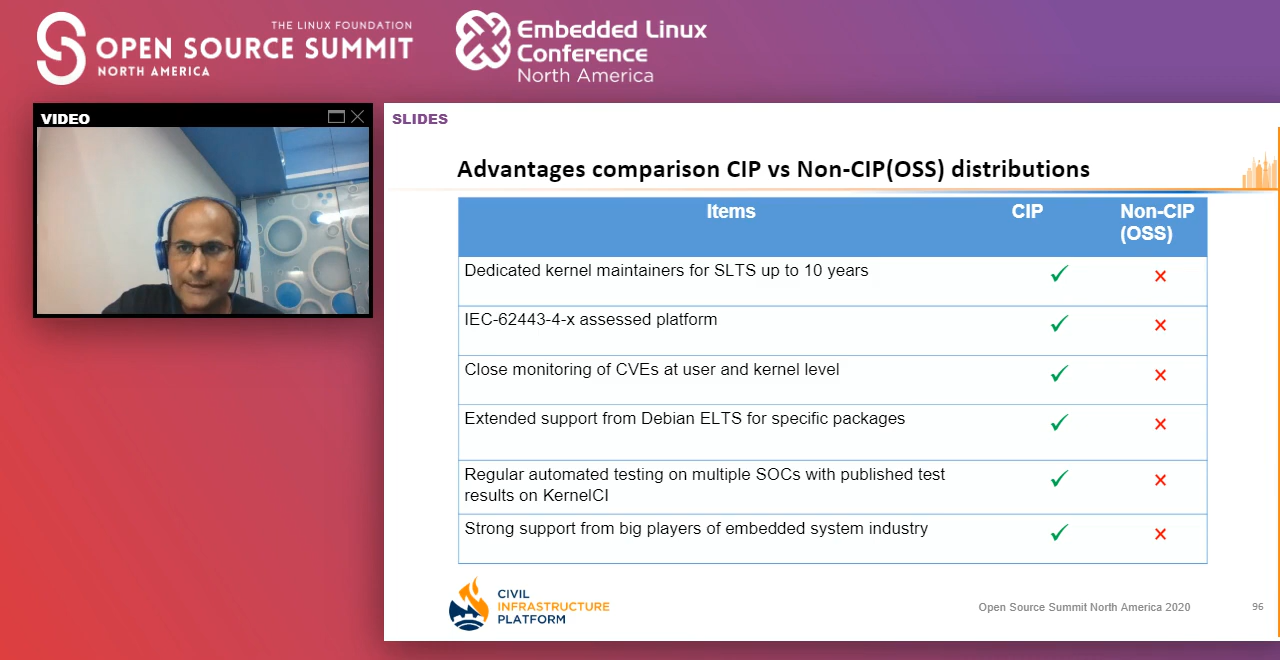 THE LINUX FOUNDATION
OPEN SOURCE SUMMIT
NORTH AMERICA
Embedded Linux
Conference
North America
VIDEO
SLIDES
Advantages comparison CIP vs Non-CIP(OSS) distributions
Items CIP Non-CIP
(OSS)
Dedicated kernel maintainers for SLTS up to 10 years ✓ ×
IEC-62443-4-x assessed platform ✓ ×
Close monitoring of CVEs at user and kernel level ✓ ×
Extended support from Debian ELTS for specific packages ✓ ×
Regular automated testing on multiple SOCs with published test
results on KernelCI ✓ ×
Strong support from big players of embedded system industry ✓ ×
CIVIL
INFRASTRUCTURE
PLATFORM
Open Source Summit North America 2020 96